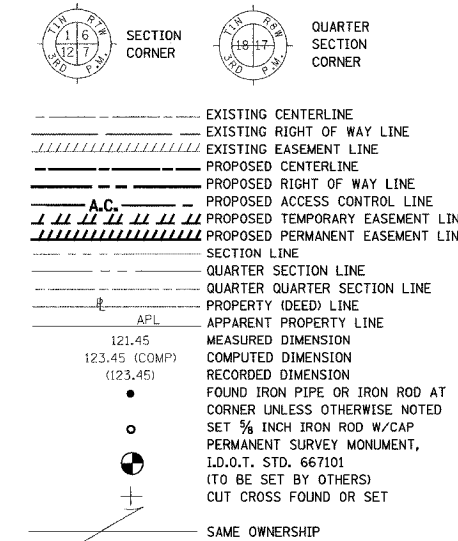 T1N R7W
1 6
12 7
3RD P.M.
SECTION
CORNER
T1N R8W
18 17
3RD P.M.
QUARTER
SECTION
CORNER
EXISTING CENTERLINE
EXISTING RIGHT OF WAY LINE
EXISTING EASEMENT LINE
PROPOSED CENTERLINE
PROPOSED RIGHT OF WAY LINE
A.C. PROPOSED ACCESS CONTROL LINE
PROPOSED TEMPORARY EASEMENT LIN
PROPOSED PERMANENT EASEMENT LIN
SECTION LINE
QUARTER SECTION LINE
QUARTER QUARTER SECTION LINE
PL PROPERTY (DEED) LINE
APL APPARENT PROPERTY LINE
121.45 MEASURED DIMENSION
123.45 (COMP) COMPUTED DIMENSION
(123.45) RECORDED DIMENSION
FOUND IRON PIPE OR IRON ROD AT
CORNER UNLESS OTHERWISE NOTED
SET 5/8 INCH IRON ROD W/CAP
PERMANENT SURVEY MONUMENT,
I.D.O.T. STD. 667101
(TO BE SET BY OTHERS)
CUT CROSS FOUND OR SET
SAME OWNERSHIP